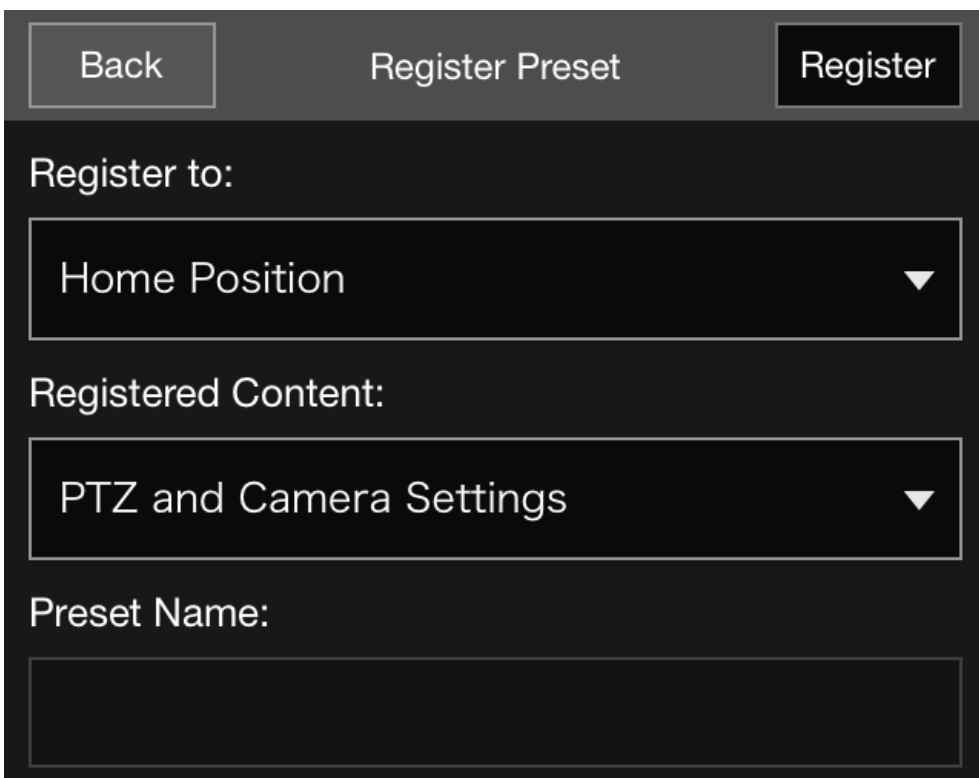 Back
Register Preset
Register
Register to:
Home Position
Registered Content:
PTZ and Camera Settings
Preset Name: